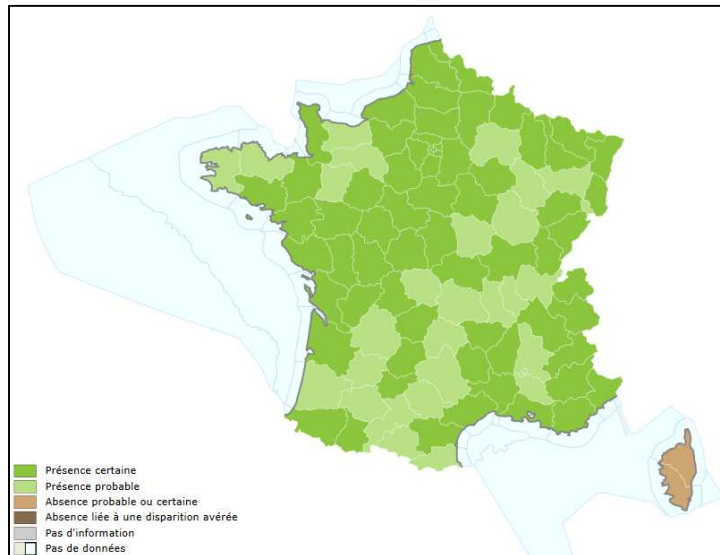 Présence certaine
Présence probable
Absence probable ou certaine
Absence liée à une disparition avérée
Pas d'information
Pas de données